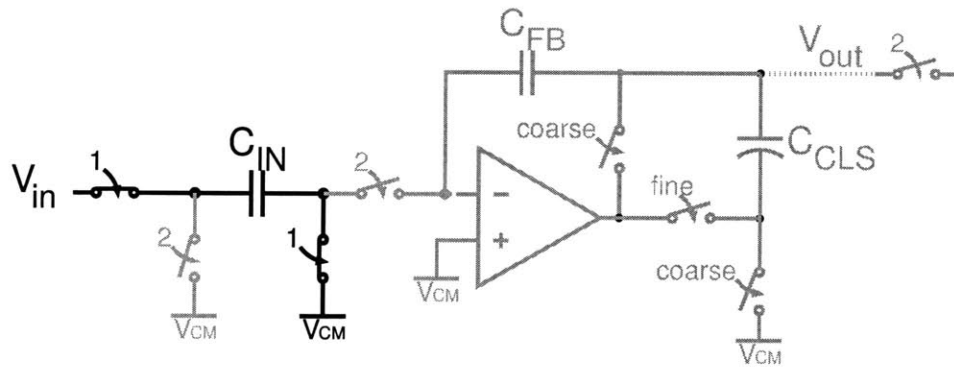 C_FB
V_out
2
coarse
C_CLS
1
C_IN
2
V_in
fine
−
+
2
1
coarse
V_CM
V_CM
V_CM
V_CM